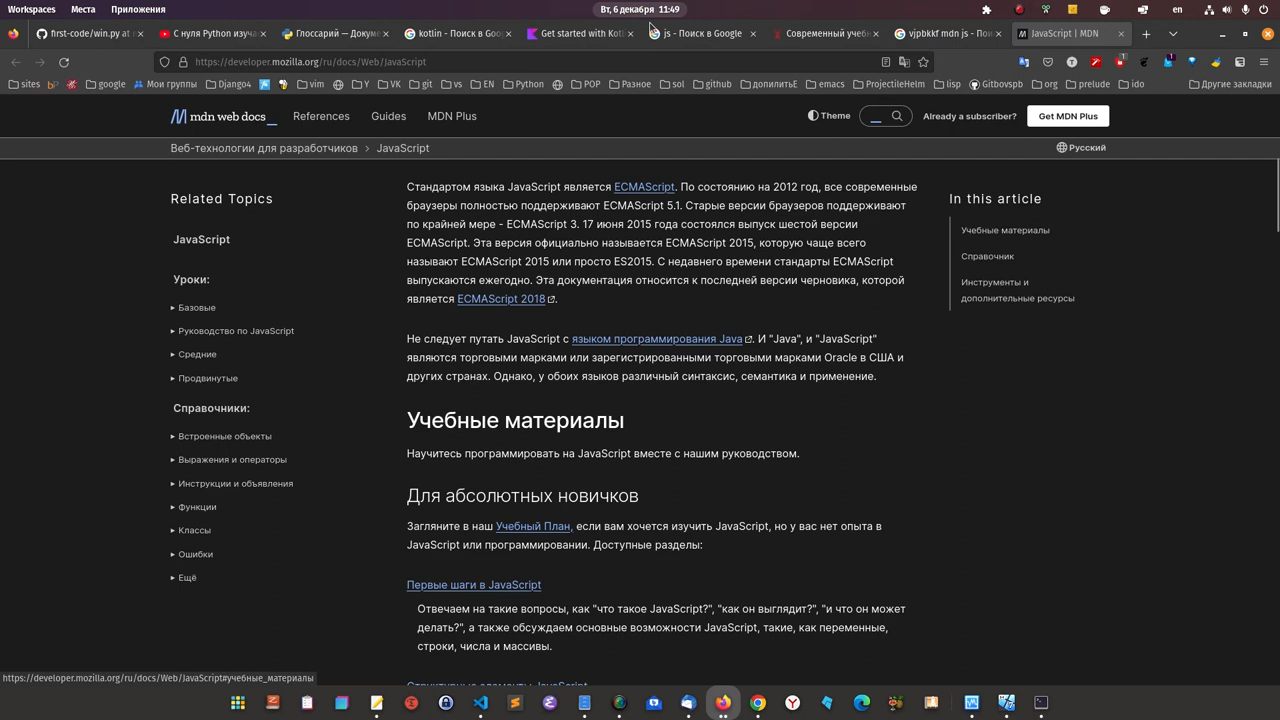 Workspaces Места Приложения Вт, 6 декабря 11:49 en
first-code/win.py at m С нуля Python изуча Глоссарий — Докуме kotlin - Поиск в Goo Get started with Kotl js - Поиск в Google Современный учебн vjpbkkf mdn js - Пои JavaScript | MDN
https://developer.mozilla.org/ru/docs/Web/JavaScript
sites google Мои группы Django4 vim Y VK git vs EN Python POP Разное sol github допилитьE emacs ProjectileHelm lisp Gitbovspb org prelude ido Другие закладки
mdn web docs References Guides MDN Plus Theme Already a subscriber? Get MDN Plus
Веб-технологии для разработчиков > JavaScript Русский
Related Topics
JavaScript
Уроки:
Базовые
Руководство по JavaScript
Средние
Продвинутые
Справочники:
Встроенные объекты
Выражения и операторы
Инструкции и объявления
Функции
Классы
Ошибки
Ещё
Стандартом языка JavaScript является ECMAScript. По состоянию на 2012 год, все современные
браузеры полностью поддерживают ECMAScript 5.1. Старые версии браузеров поддерживают
по крайней мере - ECMAScript 3. 17 июня 2015 года состоялся выпуск шестой версии
ECMAScript. Эта версия официально называется ECMAScript 2015, которую чаще всего
называют ECMAScript 2015 или просто ES2015. С недавнего времени стандарты ECMAScript
выпускаются ежегодно. Эта документация относится к последней версии черновика, которой
является ECMAScript 2018.
Не следует путать JavaScript с языком программирования Java. И "Java", и "JavaScript"
являются торговыми марками или зарегистрированными торговыми марками Oracle в США и
других странах. Однако, у обоих языков различный синтаксис, семантика и применение.
Учебные материалы
Научитесь программировать на JavaScript вместе с нашим руководством.
Для абсолютных новичков
Загляните в наш Учебный План, если вам хочется изучить JavaScript, но у вас нет опыта в
JavaScript или программировании. Доступные разделы:
Первые шаги в JavaScript
Отвечаем на такие вопросы, как "что такое JavaScript?", "как он выглядит?", "и что он может
делать?", а также обсуждаем основные возможности JavaScript, такие, как переменные,
строки, числа и массивы.
Структурные элементы JavaScript
In this article
Учебные материалы
Справочник
Инструменты и
дополнительные ресурсы
https://developer.mozilla.org/ru/docs/Web/JavaScript#учебные_материалы